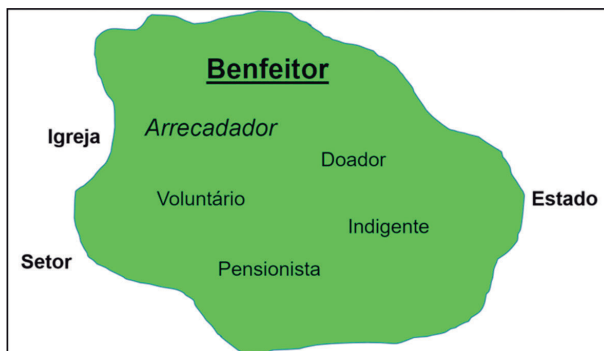 Benfeitor
Arrecadador
Igreja
Doador
Voluntário
Estado
Indigente
Setor
Pensionista